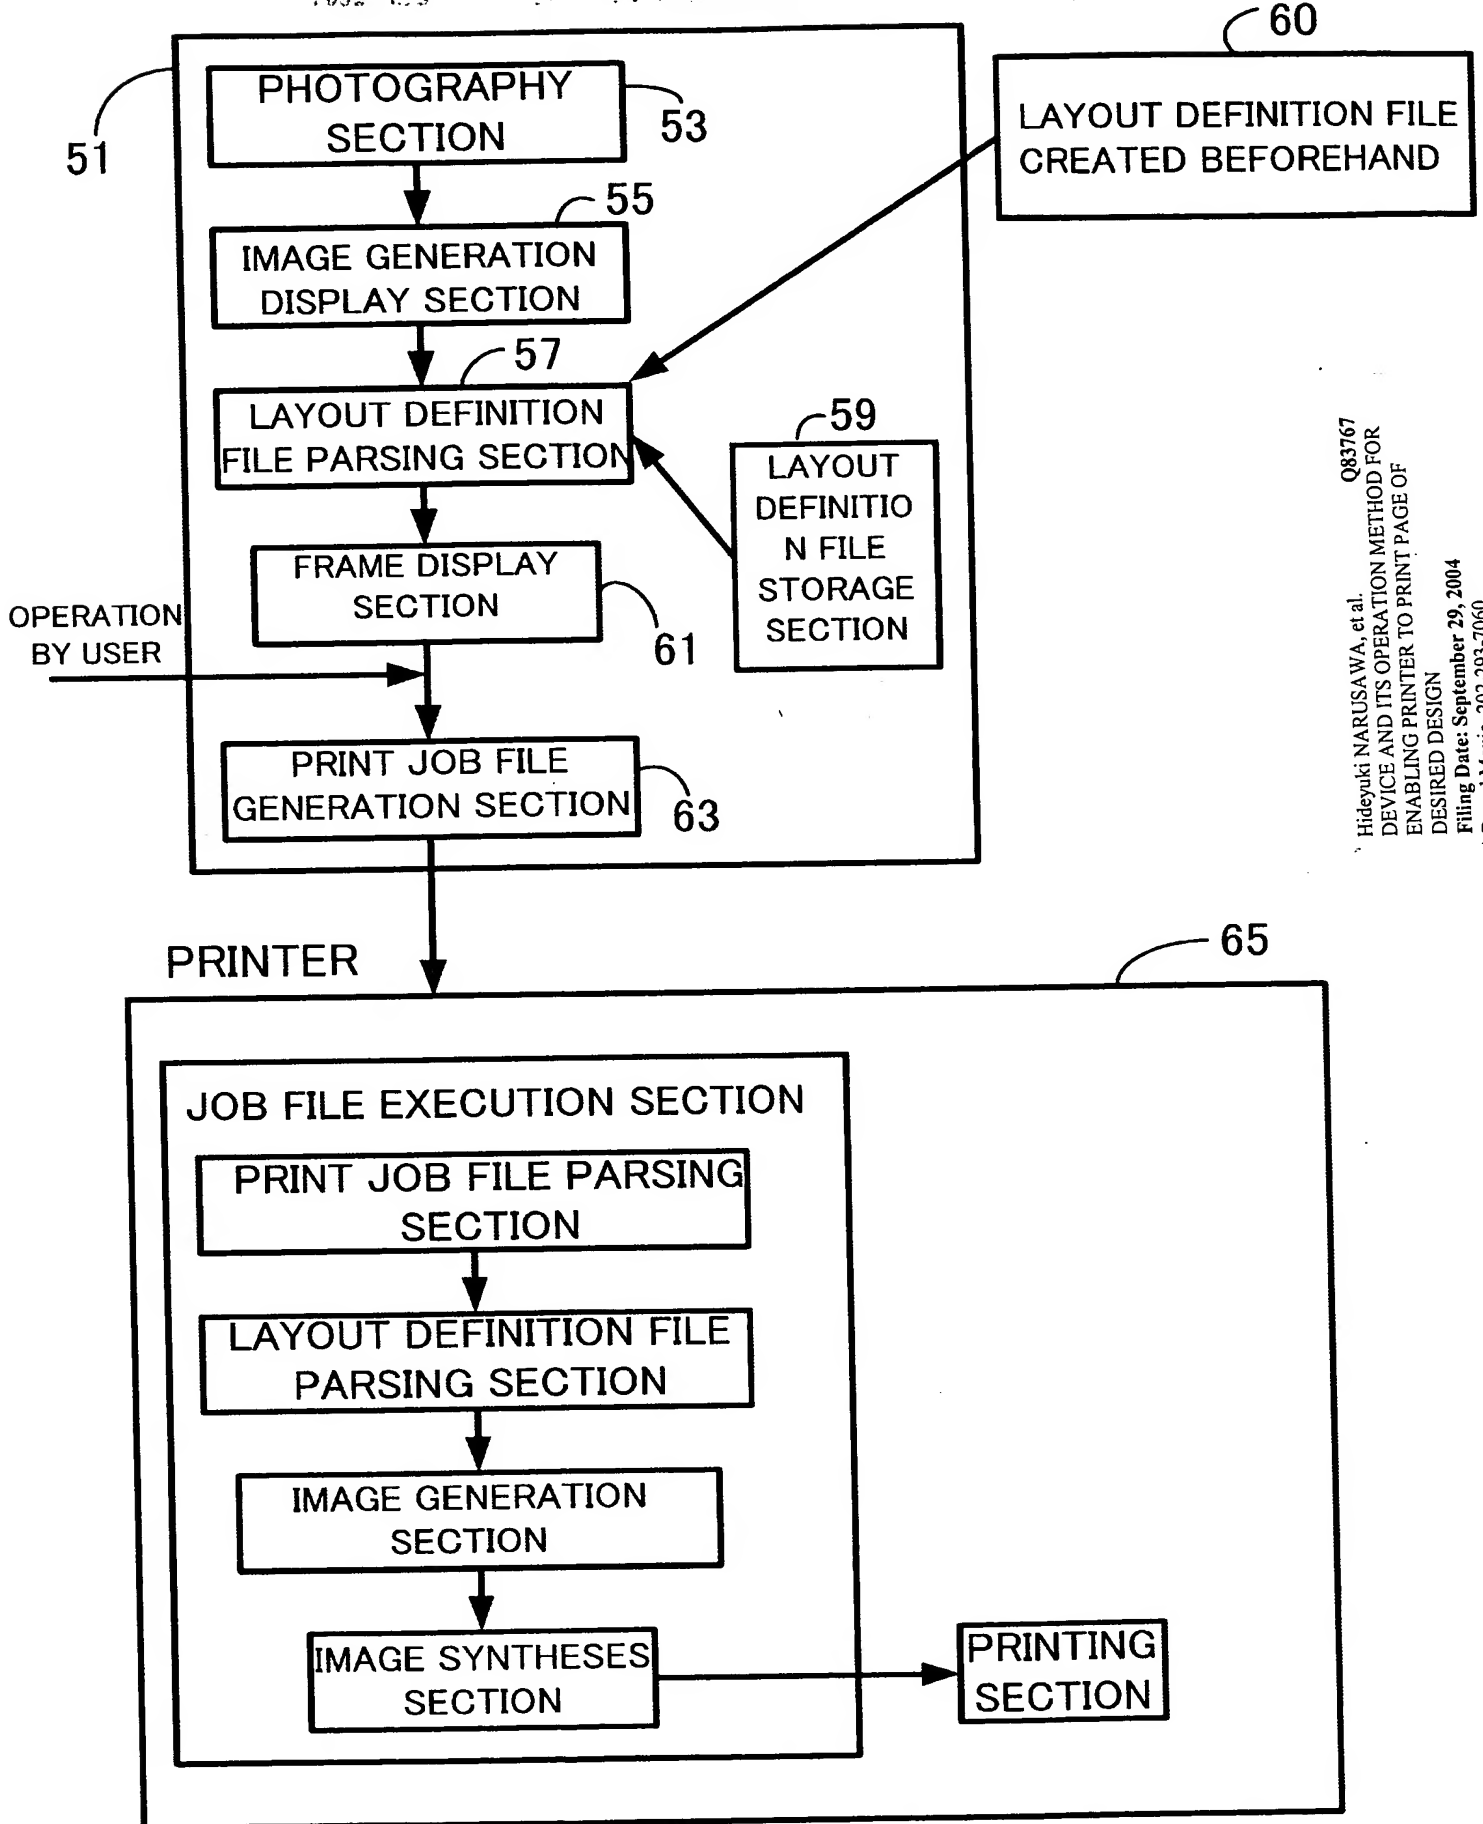 60
PHOTOGRAPHY
SECTION
53
51
LAYOUT DEFINITION FILE
CREATED BEFOREHAND
55
IMAGE GENERATION
DISPLAY SECTION
57
LAYOUT DEFINITION
FILE PARSING SECTION
59
LAYOUT
DEFINITIO
N FILE
STORAGE
SECTION
FRAME DISPLAY
SECTION
61
OPERATION
BY USER
PRINT JOB FILE
GENERATION SECTION
63
Q83767
Hideyuki NARUSAWA, et al.
DEVICE AND ITS OPERATION METHOD FOR
ENABLING PRINTER TO PRINT PAGE OF
DESIRED DESIGN
Filing Date: September 29, 2004
202-293-7060
PRINTER
65
JOB FILE EXECUTION SECTION
PRINT JOB FILE PARSING
SECTION
LAYOUT DEFINITION FILE
PARSING SECTION
IMAGE GENERATION
SECTION
IMAGE SYNTHESES
SECTION
PRINTING
SECTION